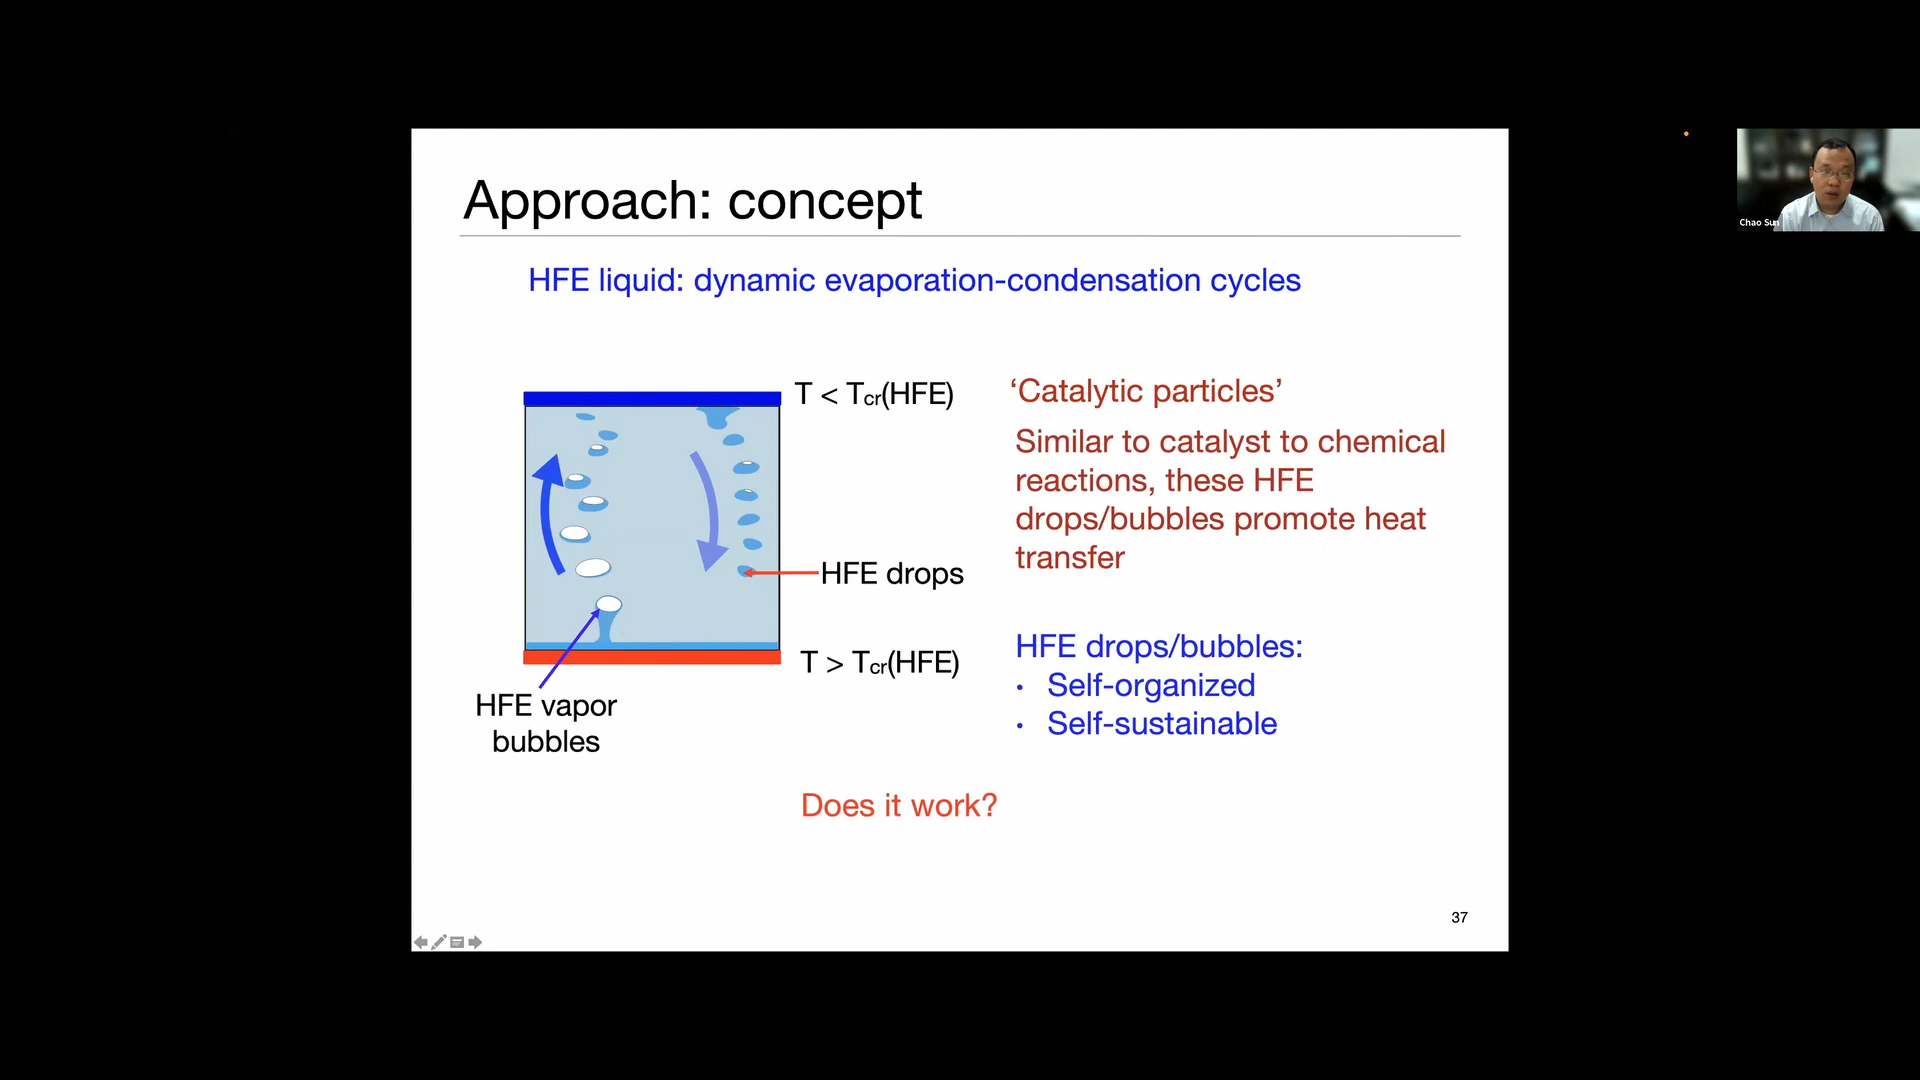 Approach: concept
HFE liquid: dynamic evaporation-condensation cycles
T < Tcr(HFE)
HFE drops
T > Tcr(HFE)
HFE vapor
bubbles
‘Catalytic particles’
Similar to catalyst to chemical
reactions, these HFE
drops/bubbles promote heat
transfer
HFE drops/bubbles:
• Self-organized
• Self-sustainable
Does it work?
37
Chao Sun